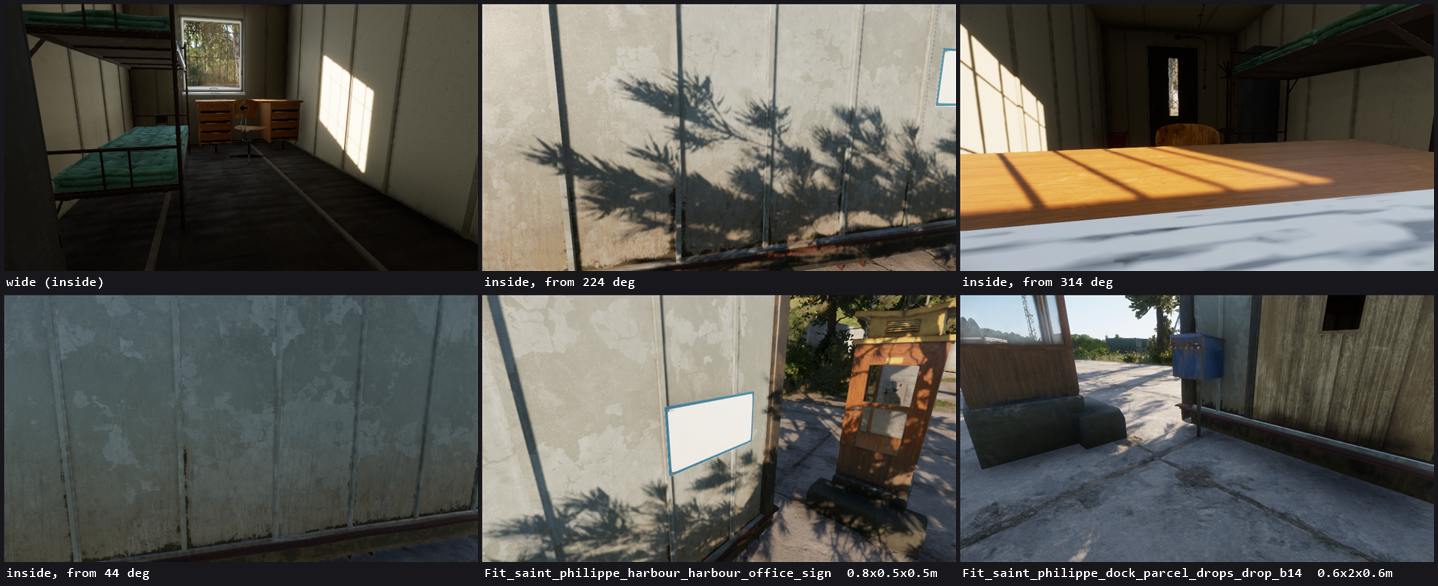 wide (inside)
inside, from 224 deg
inside, from 314 deg
inside, from 44 deg
Fit_saint_philippe_harbour_harbour_office_sign  0.8x0.5x0.5m
Fit_saint_philippe_dock_parcel_drops_drop_b14  0.6x2x0.6m